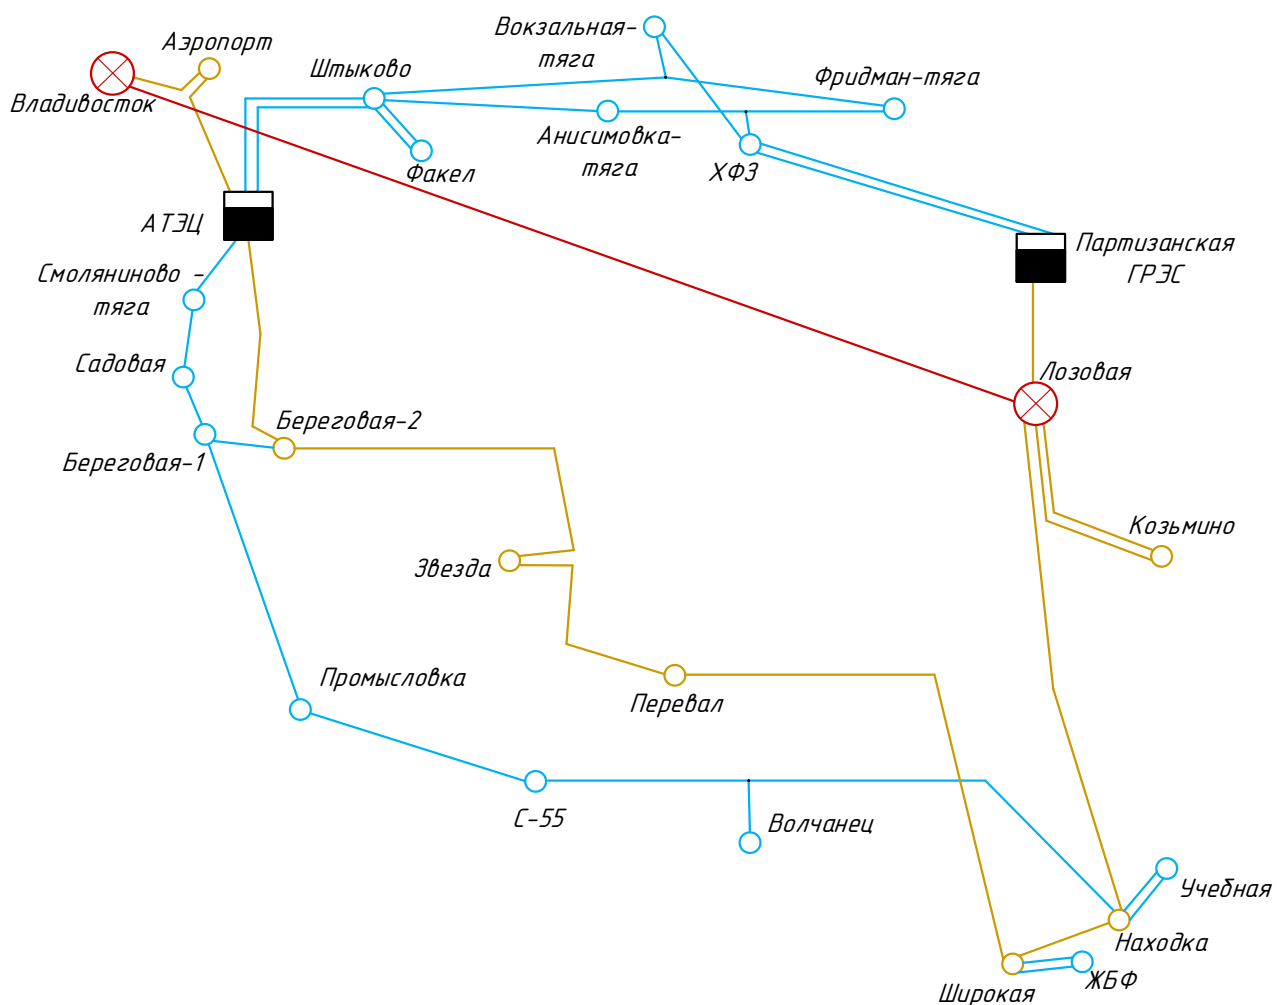 Вокзальная-
тяга
Аэропорт
Штыково
Фридман-тяга
Владивосток
Анисимовка-
тяга
Факел
ХФЗ
АТЭЦ
Партизанская
ГРЭС
Смоляниново -
тяга
Садовая
Лозовая
Береговая-2
Береговая-1
Козьмино
Звезда
Промысловка
Перевал
С-55
Волчанец
Учебная
Находка
ЖБФ
Широкая